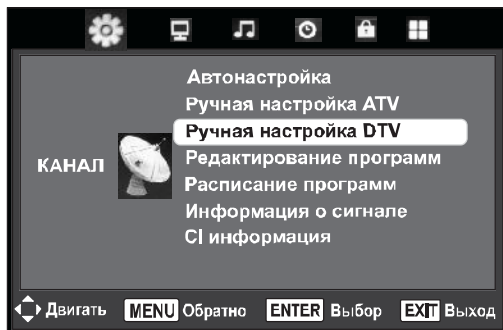 Автонастройка
Ручная настройка ATV
Ручная настройка DTV
КАНАЛ
Редактирование программ
Расписание программ
Информация о сигнале
CI информация
Двигать MENU Обратно ENTER Выбор EXIT Выход